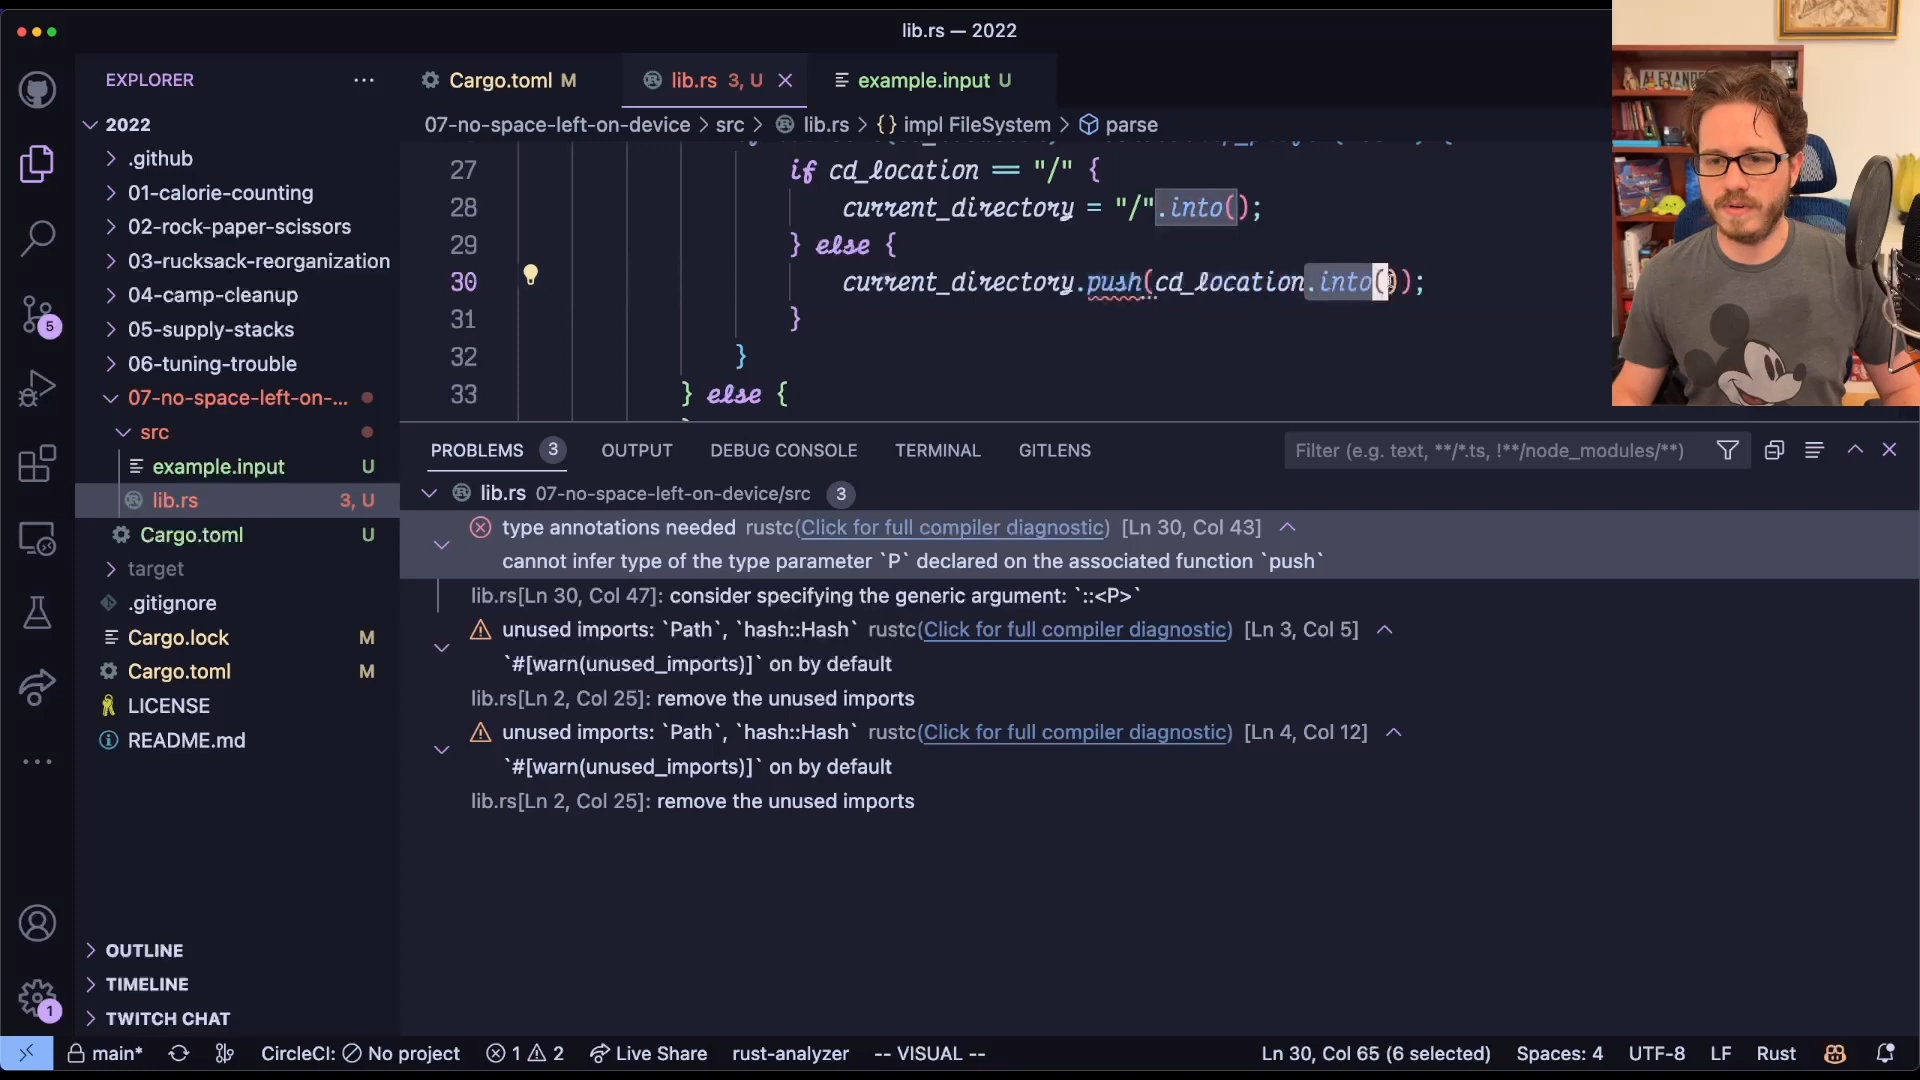 lib.rs — 2022
EXPLORER
Cargo.toml M
lib.rs 3, U
example.input U
07-no-space-left-on-device > src > lib.rs > {} impl FileSystem > parse
2022
.github
01-calorie-counting
02-rock-paper-scissors
03-rucksack-reorganization
04-camp-cleanup
05-supply-stacks
06-tuning-trouble
07-no-space-left-on-...
src
example.input U
lib.rs 3, U
Cargo.toml U
target
.gitignore
Cargo.lock M
Cargo.toml M
LICENSE
README.md
OUTLINE
TIMELINE
TWITCH CHAT
5
1
27 if cd_location == "/" {
28 current_directory = "/".into();
29 } else {
30 current_directory.push(cd_location.into());
31 }
32 }
33 } else {
PROBLEMS 3 OUTPUT DEBUG CONSOLE TERMINAL GITLENS
Filter (e.g. text, **/*.ts, !**/node_modules/**)
lib.rs 07-no-space-left-on-device/src 3
type annotations needed rustc(Click for full compiler diagnostic) [Ln 30, Col 43]
cannot infer type of the type parameter `P` declared on the associated function `push`
lib.rs[Ln 30, Col 47]: consider specifying the generic argument: `::<P>`
unused imports: `Path`, `hash::Hash` rustc(Click for full compiler diagnostic) [Ln 3, Col 5]
`#[warn(unused_imports)]` on by default
lib.rs[Ln 2, Col 25]: remove the unused imports
unused imports: `Path`, `hash::Hash` rustc(Click for full compiler diagnostic) [Ln 4, Col 12]
`#[warn(unused_imports)]` on by default
lib.rs[Ln 2, Col 25]: remove the unused imports
main* CircleCI: No project 1 2 Live Share rust-analyzer -- VISUAL -- Ln 30, Col 65 (6 selected) Spaces: 4 UTF-8 LF Rust